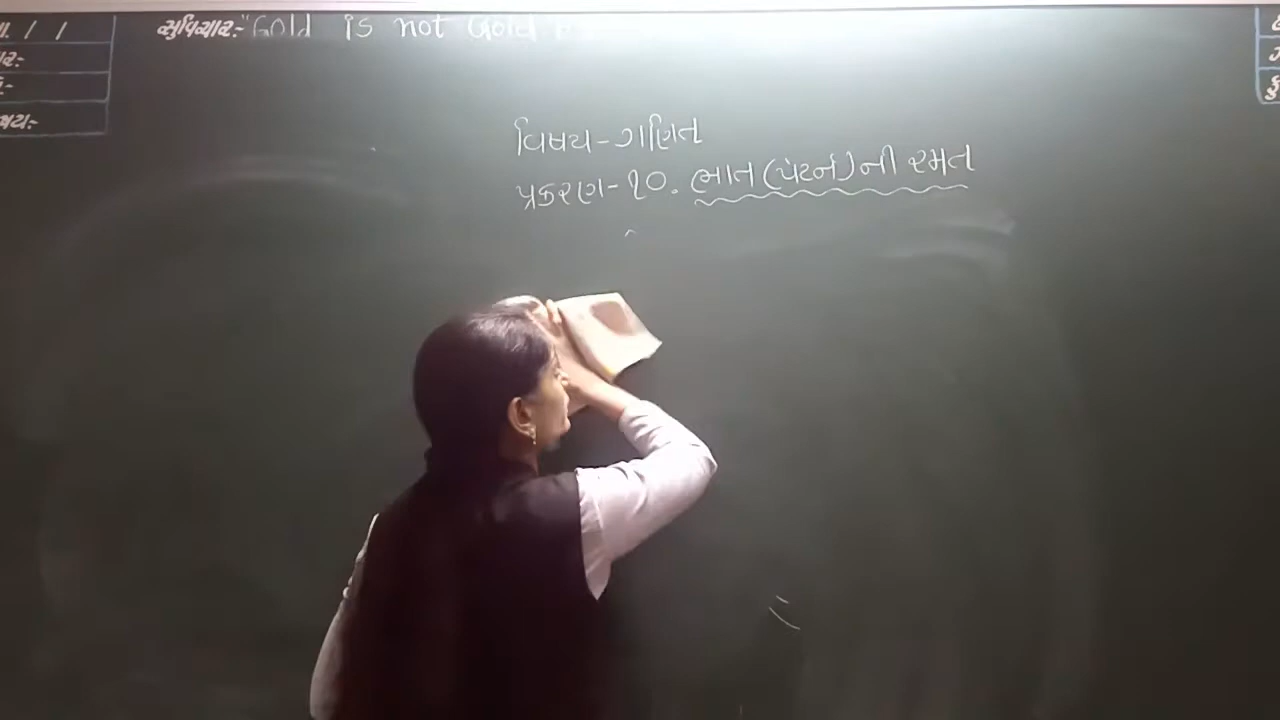 સુવિચાર:- "Gold is not Gold
વિષય - ગણિત
પ્રકરણ - ૧૦. ભાત (પેટર્ન) ની રમત